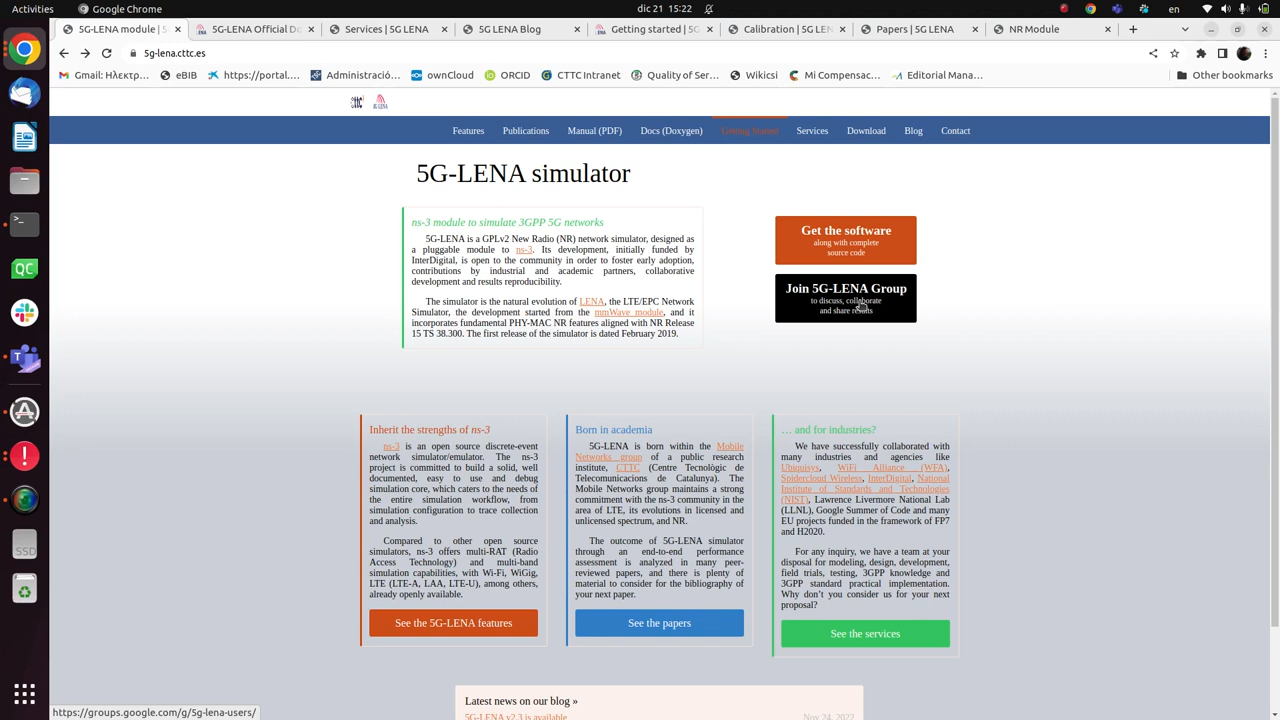 dic 21 15:22
5G-LENA module | 5
5G-LENA Official Do
Services | 5G LENA
5G LENA Blog
Getting started | 5G
Calibration | 5G LEN
Papers | 5G LENA
NR Module
5g-lena.cttc.es
Gmail: Ηλεκτρ…
eBIB
https://portal.…
Administració…
ownCloud
ORCID
CTTC Intranet
Quality of Ser…
Wikicsi
Mi Compensac…
Editorial Mana…
Other bookmarks
cttc
5G-LENA
Features
Publications
Manual (PDF)
Docs (Doxygen)
Getting Started
Services
Download
Blog
Contact
5G-LENA simulator
ns-3 module to simulate 3GPP 5G networks
5G-LENA is a GPLv2 New Radio (NR) network simulator, designed as
a pluggable module to ns-3. Its development, initially funded by
InterDigital, is open to the community in order to foster early adoption,
contributions by industrial and academic partners, collaborative
development and results reproducibility.
The simulator is the natural evolution of LENA, the LTE/EPC Network
Simulator, the development started from the mmWave module, and it
incorporates fundamental PHY-MAC NR features aligned with NR Release
15 TS 38.300. The first release of the simulator is dated February 2019.
Get the software
along with complete
source code
Join 5G-LENA Group
to discuss, collaborate
and share results
Inherit the strengths of ns-3
ns-3 is an open source discrete-event
network simulator/emulator. The ns-3
project is committed to build a solid, well
documented, easy to use and debug
simulation core, which caters to the needs of
the entire simulation workflow, from
simulation configuration to trace collection
and analysis.
Compared to other open source
simulators, ns-3 offers multi-RAT (Radio
Access Technology) and multi-band
simulation capabilities, with Wi-Fi, WiGig,
LTE (LTE-A, LAA, LTE-U), among others,
already openly available.
See the 5G-LENA features
Born in academia
5G-LENA is born within the Mobile
Networks group of a public research
institute, CTTC (Centre Tecnològic de
Telecomunicacions de Catalunya). The
Mobile Networks group maintains a strong
commitment with the ns-3 community in the
area of LTE, its evolutions in licensed and
unlicensed spectrum, and NR.
The outcome of 5G-LENA simulator
through an end-to-end performance
assessment is analyzed in many peer-
reviewed papers, and there is plenty of
material to consider for the bibliography of
your next paper.
See the papers
… and for industries?
We have successfully collaborated with
many industries and agencies like
Ubiquisys, WiFi Alliance (WFA),
Spidercloud Wireless, InterDigital, National
Institute of Standards and Technologies
(NIST), Lawrence Livermore National Lab
(LLNL), Google Summer of Code and many
EU projects funded in the framework of FP7
and H2020.
For any inquiry, we have a team at your
disposal for modeling, design, development,
field trials, testing, 3GPP knowledge and
3GPP standard practical implementation.
Why don't you consider us for your next
proposal?
See the services
Latest news on our blog »
5G-LENA v2.3 is available
Nov 24, 2022
https://groups.google.com/g/5g-lena-users/
QC
SSD